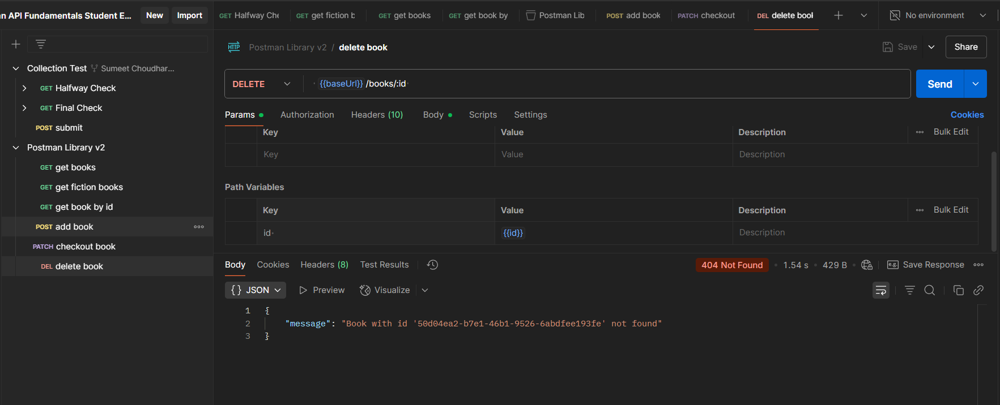 n API Fundamentals Student E... New Import
GET Halfway Che GET get fiction b GET get books GET get book by Postman Lib POST add book PATCH checkout DEL delete book No environment
HTTP Postman Library v2 / delete book Save Share
Collection Test Sumeet Choudhar...
GET Halfway Check
GET Final Check
POST submit
Postman Library v2
GET get books
GET get fiction books
GET get book by id
POST add book
PATCH checkout book
DEL delete book
DELETE {{baseUrl}} /books/:id Send
Params Authorization Headers (10) Body Scripts Settings Cookies
Key Value Description Bulk Edit
Key Value Description
Path Variables
Key Value Description Bulk Edit
id {{id}} Description
Body Cookies Headers (8) Test Results 404 Not Found 1.54 s 429 B e.g. Save Response
{} JSON Preview Visualize
1 {
2 "message": "Book with id '50d04ea2-b7e1-46b1-9526-6abdfee193fe' not found"
3 }